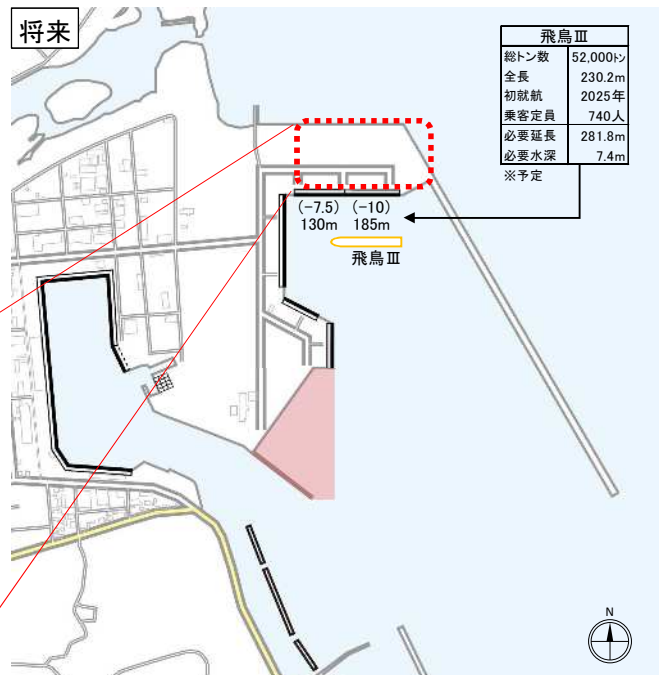 将来
飛鳥Ⅲ
総トン数 52,000トン
全長 230.2m
初就航 2025年
乗客定員 740人
必要延長 281.8m
必要水深 7.4m
※予定
(-7.5) (-10)
130m 185m
飛鳥Ⅲ
N